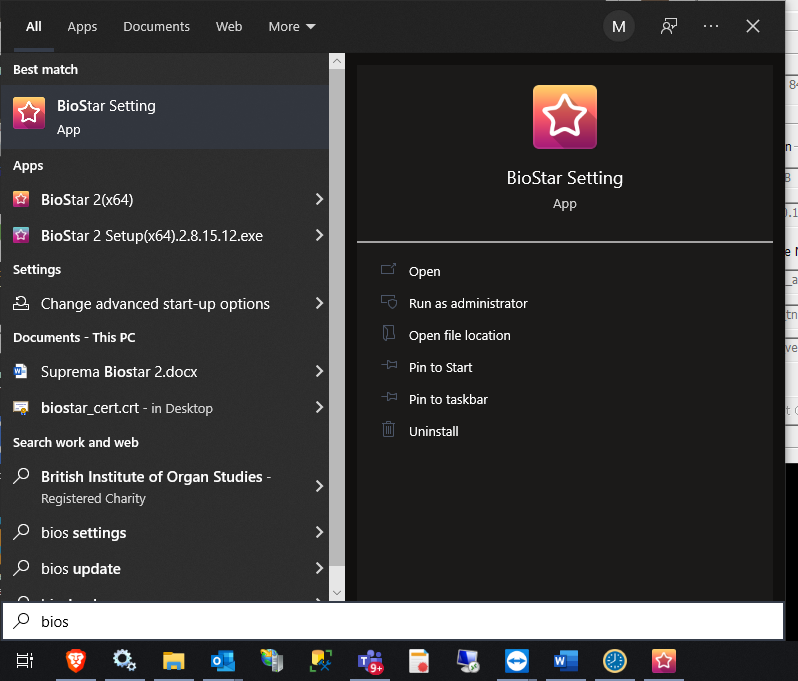 All Apps Documents Web More M
Best match
BioStar Setting
App
Apps
BioStar 2(x64)
BioStar 2 Setup(x64).2.8.15.12.exe
Settings
Change advanced start-up options
Documents - This PC
Suprema Biostar 2.docx
biostar_cert.crt - in Desktop
Search work and web
British Institute of Organ Studies -
Registered Charity
bios settings
bios update
bios
BioStar Setting
App
Open
Run as administrator
Open file location
Pin to Start
Pin to taskbar
Uninstall
9+